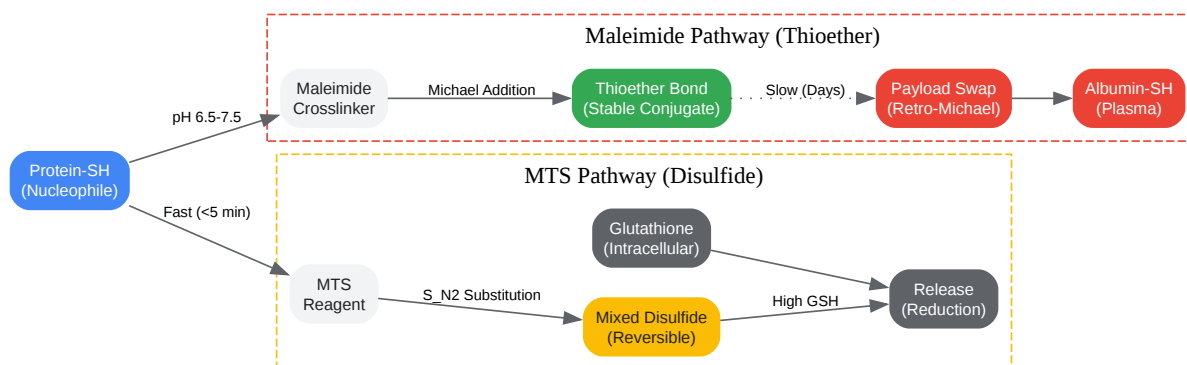 Maleimide Pathway (Thioether)
Maleimide
Crosslinker
Michael Addition
Thioether Bond
(Stable Conjugate)
Slow (Days)
Payload Swap
(Retro-Michael)
Albumin-SH
(Plasma)
pH 6.5-7.5
Protein-SH
(Nucleophile)
Fast (<5 min)
MTS Pathway (Disulfide)
Glutathione
(Intracellular)
MTS
Reagent
S_N2 Substitution
Mixed Disulfide
(Reversible)
High GSH
Release
(Reduction)